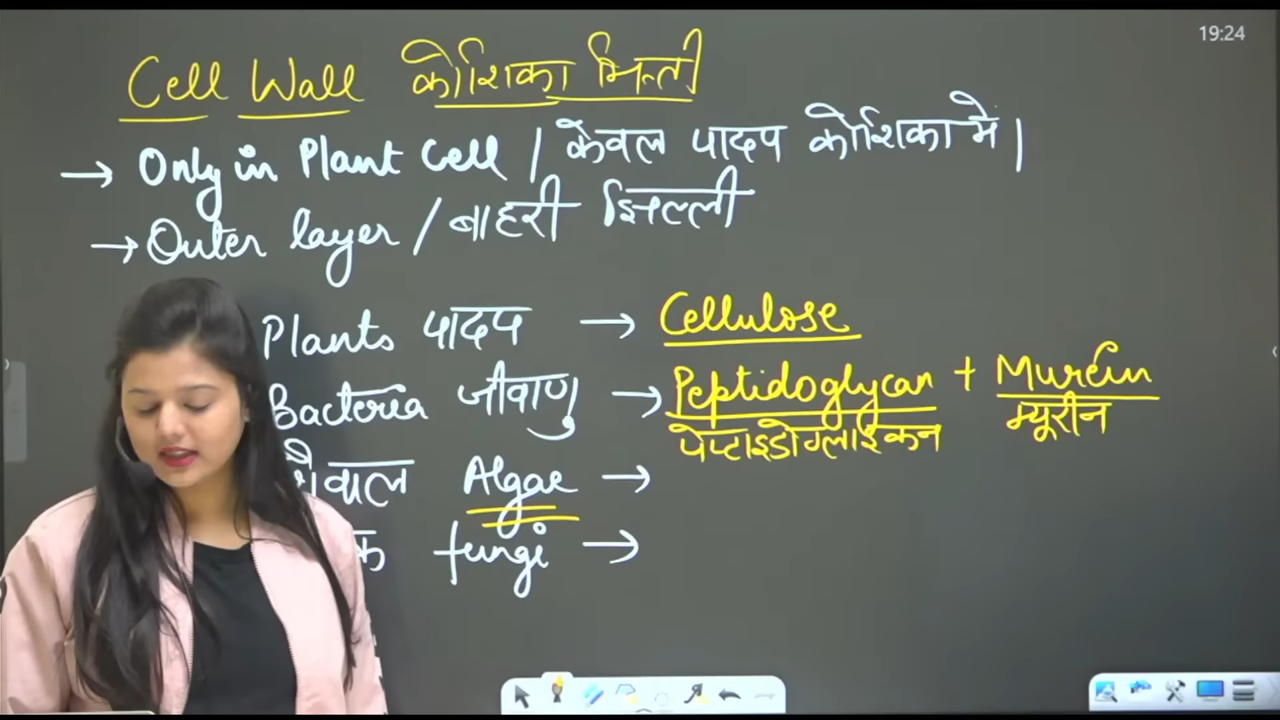 19:24
Cell Wall कोशिका भित्ती
→ Only in Plant Cell / केवल पादप कोशिका में |
→ Outer layer / बाहरी झिल्ली
Plants पादप → Cellulose
Bacteria जीवाणु → Peptidoglycan + Murein
पेप्टाइडोग्लाइकन म्यूरीन
शैवाल Algae →
क fungi →